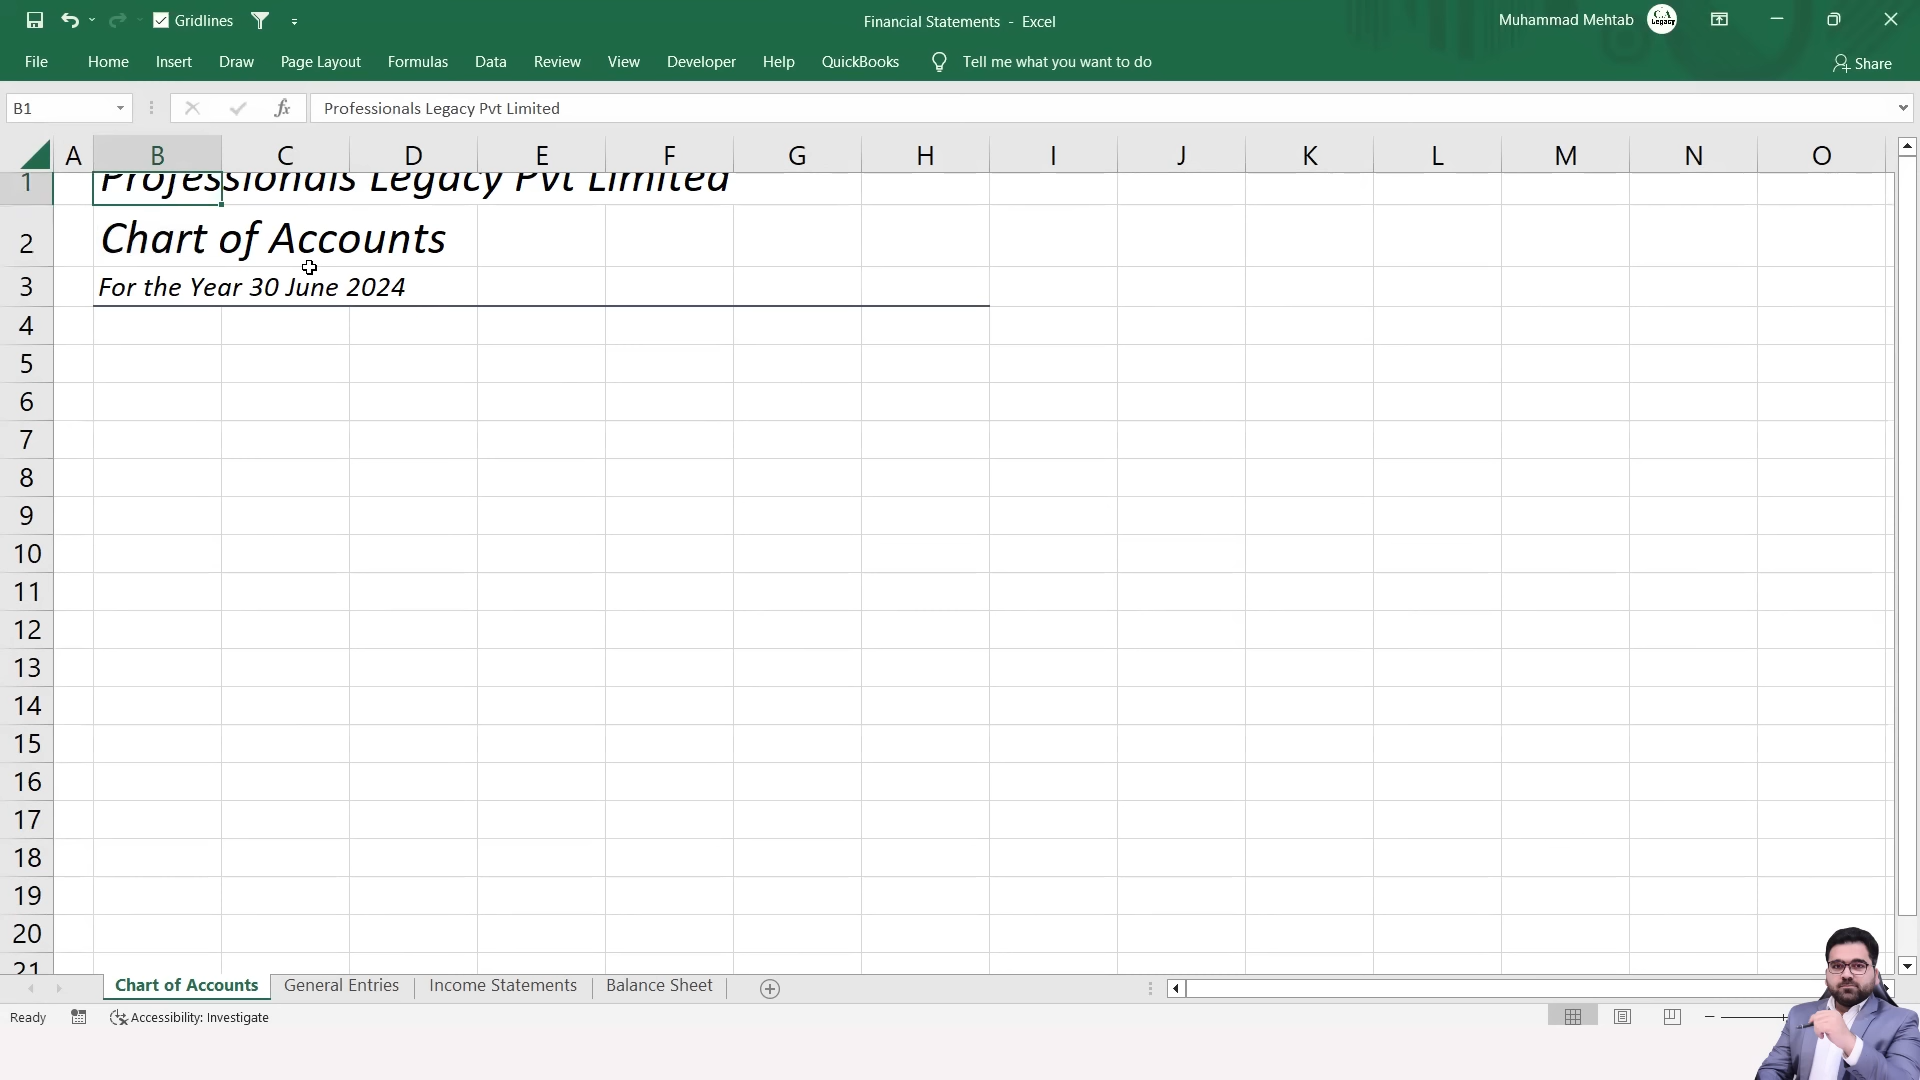 Gridlines
Financial Statements - Excel
Muhammad Mehtab
C.A
Legacy
File Home Insert Draw Page Layout Formulas Data Review View Developer Help QuickBooks Tell me what you want to do Share
B1 fx Professionals Legacy Pvt Limited
A B C D E F G H I J K L M N O
1 Professionals Legacy Pvt Limited
2 Chart of Accounts
3 For the Year 30 June 2024
4
5
6
7
8
9
10
11
12
13
14
15
16
17
18
19
20
21
Chart of Accounts General Entries Income Statements Balance Sheet
Ready Accessibility: Investigate